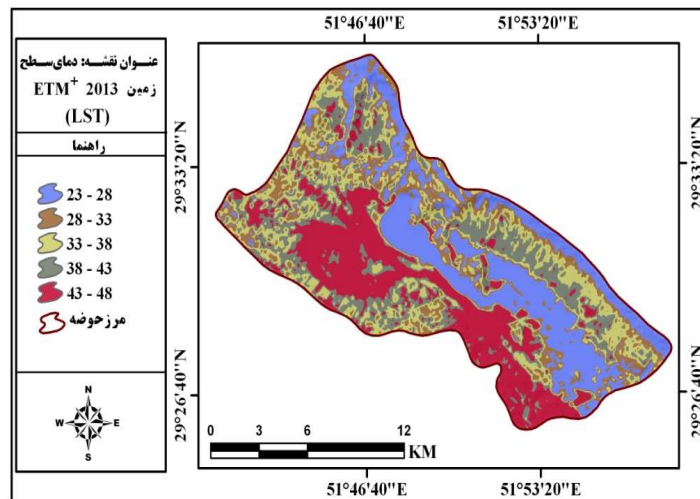 عنوان نقشه: دمای سطح
زمین ETM+ 2013
(LST)
راهنما
23 - 28
28 - 33
33 - 38
38 - 43
43 - 48
مرز حوضه
N
W E
S
51°46'40"E 51°53'20"E
29°33'20"N 29°33'20"N
29°26'40"N 29°26'40"N
0 3 6 12
KM
51°46'40"E 51°53'20"E